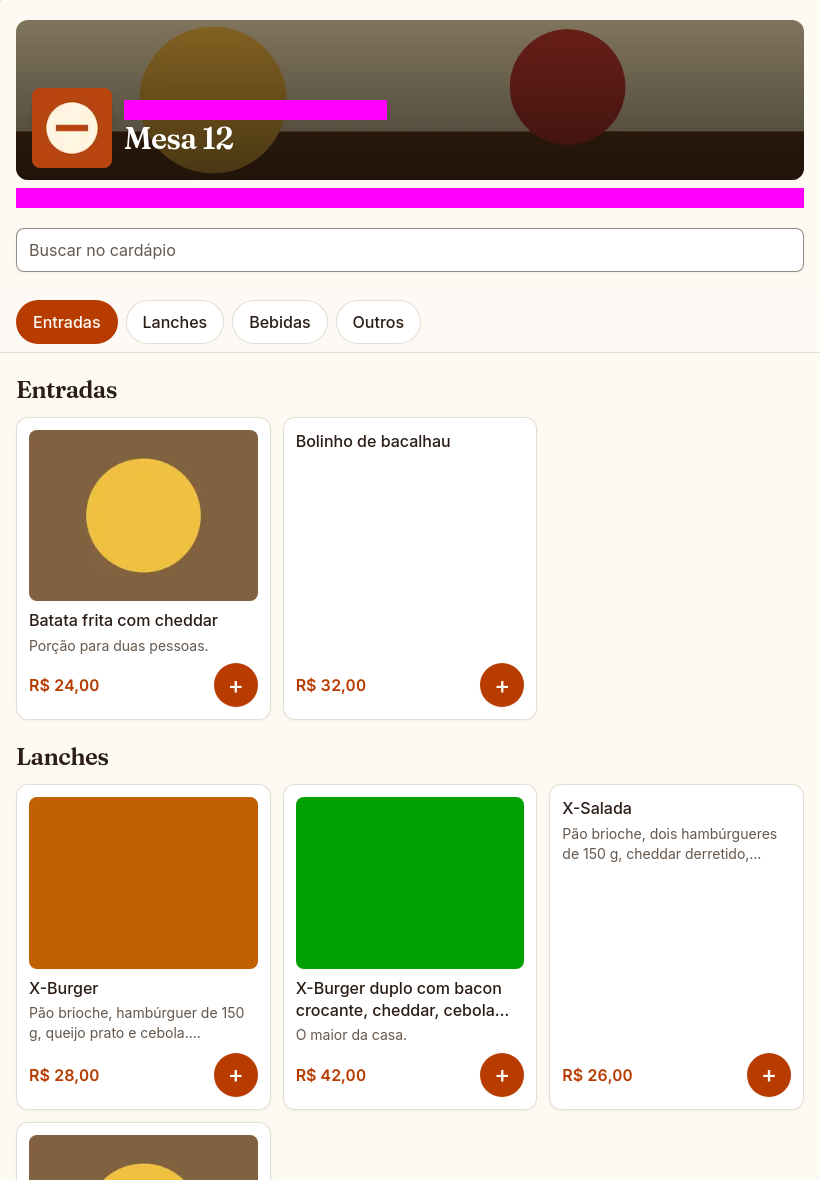 Mesa 12
Buscar no cardápio
Entradas
Lanches
Bebidas
Outros
Entradas
Batata frita com cheddar
Porção para duas pessoas.
R$ 24,00
+
Bolinho de bacalhau
R$ 32,00
+
Lanches
X-Burger
Pão brioche, hambúrguer de 150
g, queijo prato e cebola....
R$ 28,00
+
X-Burger duplo com bacon
crocante, cheddar, cebola...
O maior da casa.
R$ 42,00
+
X-Salada
Pão brioche, dois hambúrgueres
de 150 g, cheddar derretido,...
R$ 26,00
+